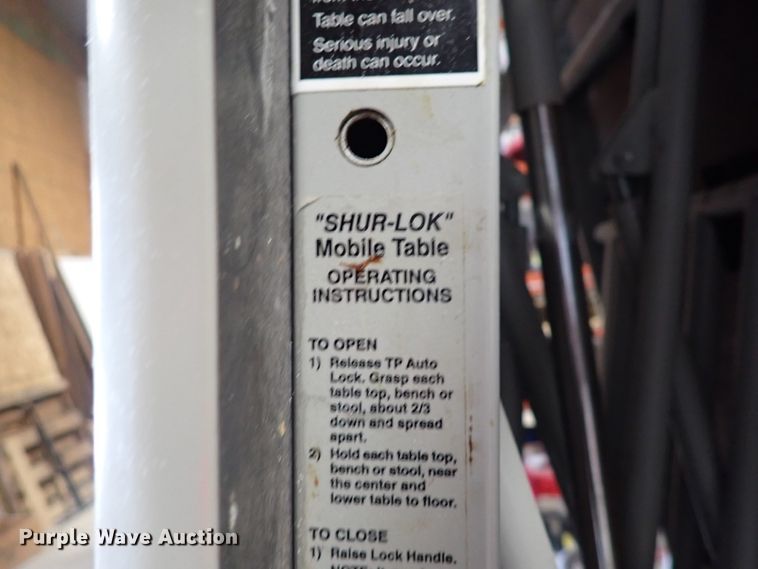 Table can fall over.
Serious injury or
death can occur.
"SHUR-LOK"
Mobile Table
OPERATING
INSTRUCTIONS
TO OPEN
1) Release TP Auto
Lock. Grasp each
table top, bench or
stool, about 2/3
down and spread
apart.
2) Hold each table top,
bench or stool, near
the center and
lower table to floor.
TO CLOSE
1) Raise Lock Handle.
Purple Wave Auction